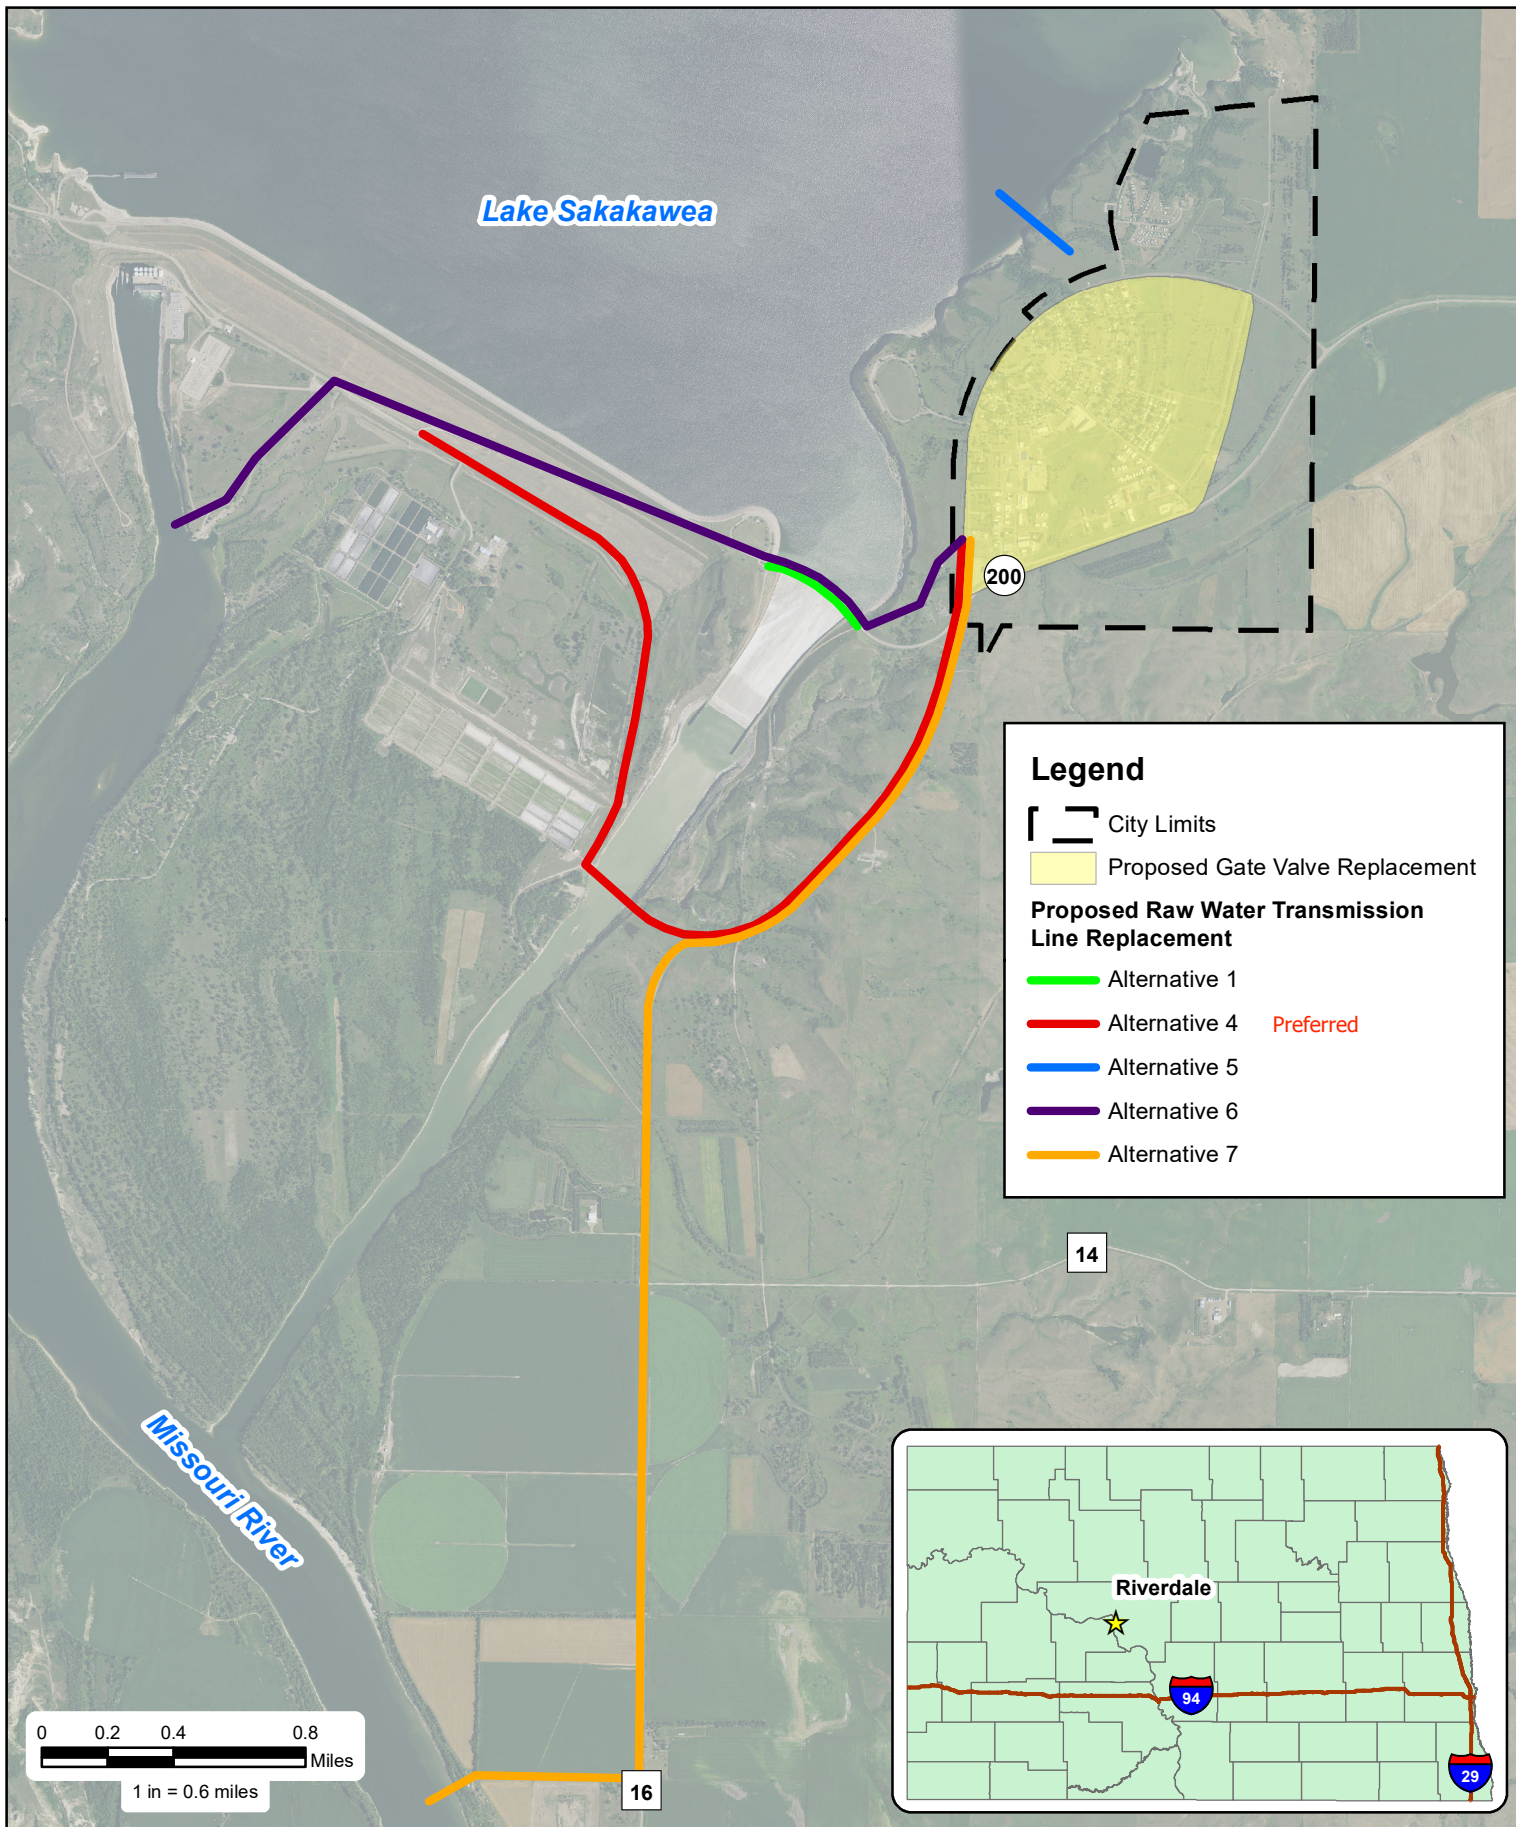 Lake Sakakawea
200
Legend
City Limits
Proposed Gate Valve Replacement
Proposed Raw Water Transmission
Line Replacement
Alternative 1
Alternative 4 Preferred
Alternative 5
Alternative 6
Alternative 7
14
Missouri River
Riverdale
94
29
0 0.2 0.4 0.8
Miles
1 in = 0.6 miles
16